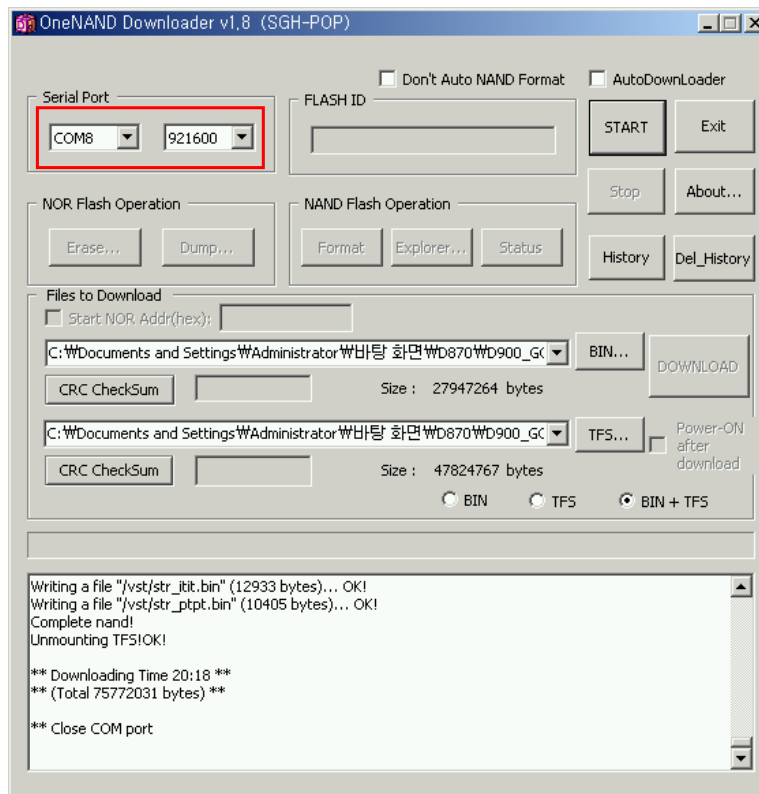 OneNAND Downloader v1.8 (SGH-POP)
Don't Auto NAND Format
AutoDownLoader
Serial Port
FLASH ID
COM8
921600
START
Exit
Stop
About...
NOR Flash Operation
NAND Flash Operation
Erase...
Dump...
Format
Explorer...
Status
History
Del_History
Files to Download
Start NOR Addr(hex):
C:₩Documents and Settings₩Administrator₩바탕 화면₩D870₩D900_G(
BIN...
DOWNLOAD
CRC CheckSum
Size : 27947264 bytes
C:₩Documents and Settings₩Administrator₩바탕 화면₩D870₩D900_G(
TFS...
Power-ON
after
download
CRC CheckSum
Size : 47824767 bytes
BIN
TFS
BIN + TFS
Writing a file "/vst/str_itit.bin" (12933 bytes)... OK!
Writing a file "/vst/str_ptpt.bin" (10405 bytes)... OK!
Complete nand!
Unmounting TFS!OK!
** Downloading Time 20:18 **
** (Total 75772031 bytes) **
** Close COM port